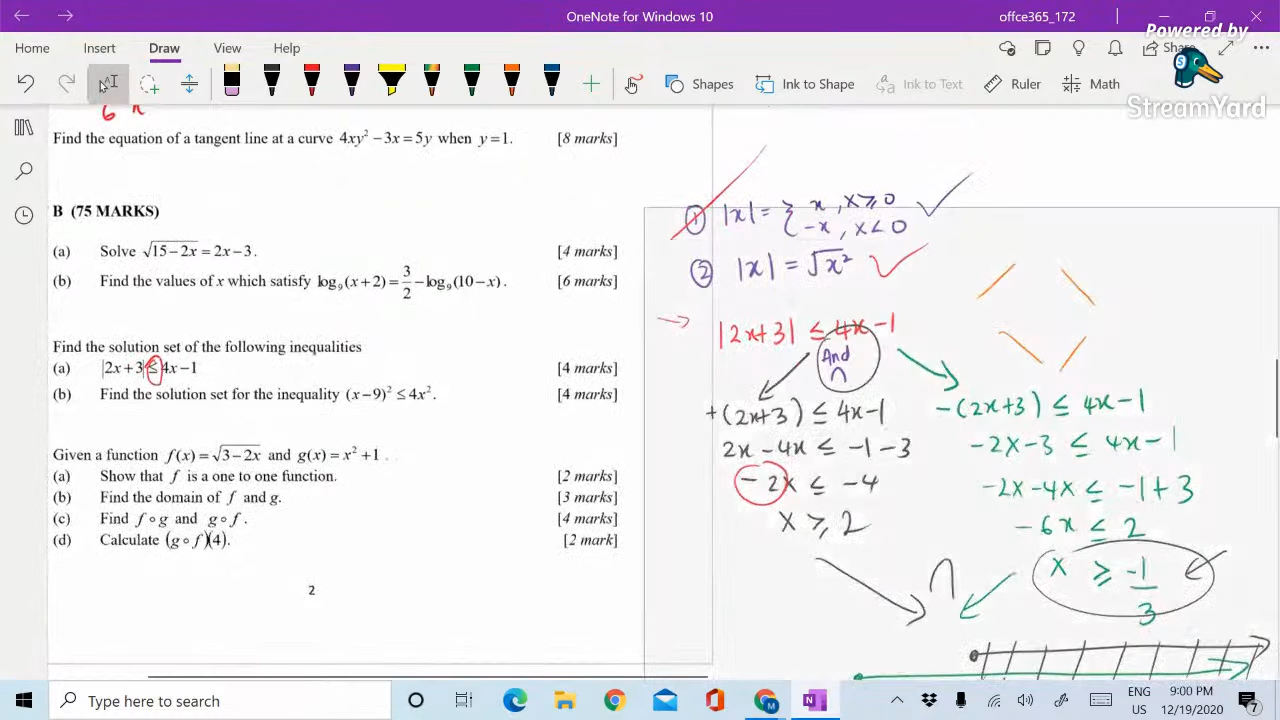 OneNote for Windows 10
offce365_172
Powered by
StreamYard
Home Insert Draw View Help
Share
Shapes Ink to Shape Ink to Text Ruler Math
6 x
Find the equation of a tangent line at a curve 4xy² − 3x = 5y when y = 1. [8 marks]
B (75 MARKS)
(a) Solve √(15 − 2x) = 2x − 3. [4 marks]
(b) Find the values of x which satisfy log₉(x + 2) = 3/2 − log₉(10 − x). [6 marks]
Find the solution set of the following inequalities
(a) |2x + 3| ≤ 4x − 1 [4 marks]
(b) Find the solution set for the inequality (x − 9)² ≤ 4x². [4 marks]
Given a function f(x) = √(3 − 2x) and g(x) = x² + 1.
(a) Show that f is a one to one function. [2 marks]
(b) Find the domain of f and g. [3 marks]
(c) Find f ∘ g and g ∘ f. [4 marks]
(d) Calculate (g ∘ f)(4). [2 mark]
2
① |x| = { x, x ≥ 0
−x, x < 0
② |x| = √x²
→ |2x+3| ≤ 4x−1
And
∩
+(2x+3) ≤ 4x−1
2x − 4x ≤ −1 −3
−2x ≤ −4
x ≥ 2
−(2x+3) ≤ 4x−1
−2x−3 ≤ 4x−1
−2x−4x ≤ −1+3
−6x ≤ 2
x ≥ −1/3
∩
Type here to search
ENG
US
9:00 PM
12/19/2020
7